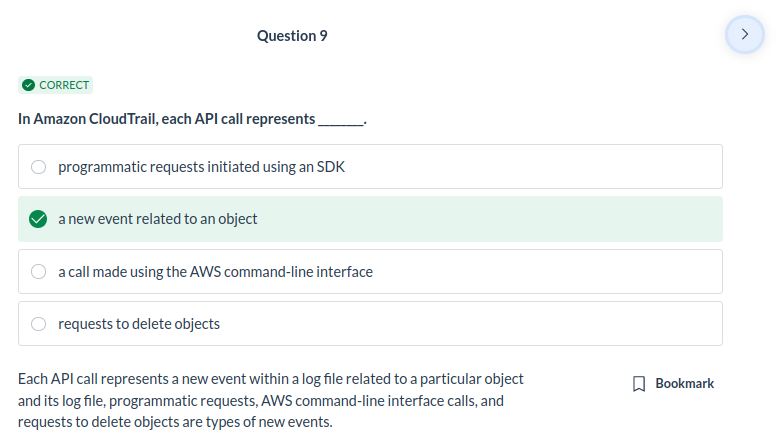 Question 9
CORRECT
In Amazon CloudTrail, each API call represents ________.
programmatic requests initiated using an SDK
a new event related to an object
a call made using the AWS command-line interface
requests to delete objects
Each API call represents a new event within a log file related to a particular object
and its log file, programmatic requests, AWS command-line interface calls, and
requests to delete objects are types of new events.
Bookmark